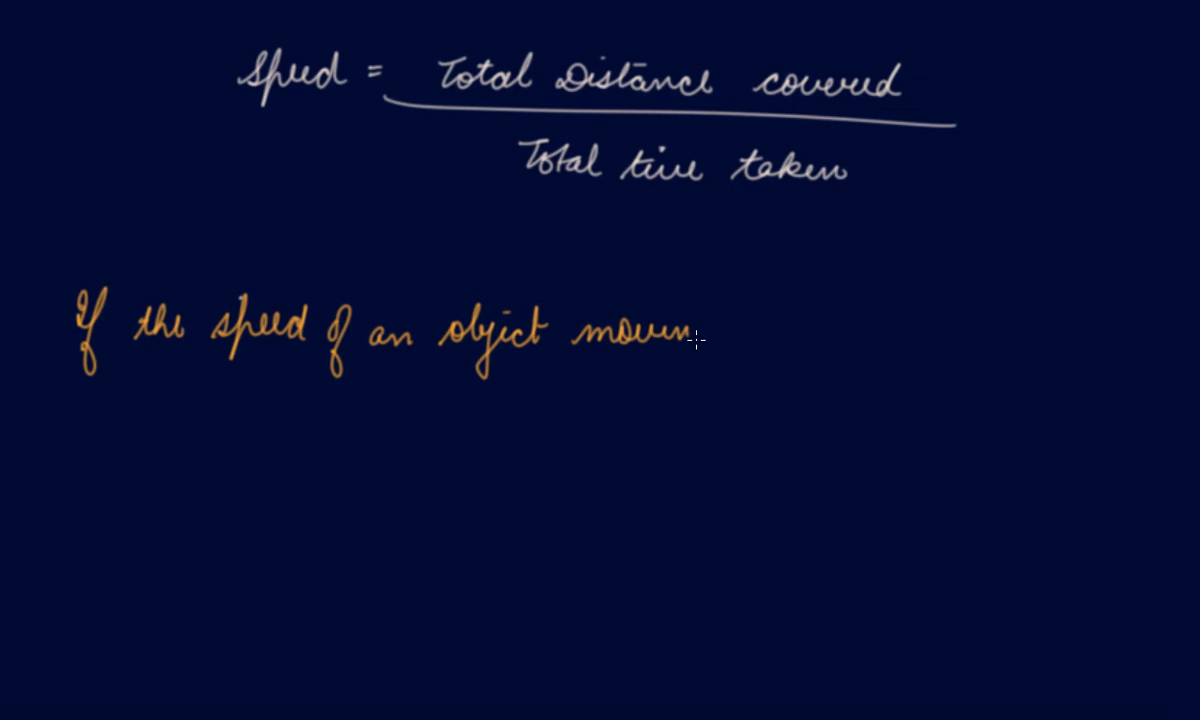 Speed = Total Distance covered
Total time taken
If the speed of an object movin